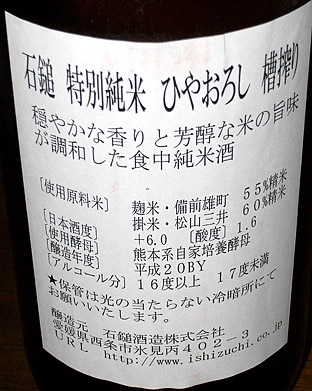 石鎚 特別純米 ひやおろし 槽搾り
穏やかな香りと芳醇な米の旨味
が調和した食中純米酒
〔使用原料米〕 麹米・備前雄町 55%精米
掛米・松山三井 60%精米
〔日本酒度〕 +6.0 〔酸度〕1.6
〔使用酵母〕 熊本系自家培養酵母
〔醸造年度〕 平成20BY
〔アルコール分〕 16度以上 17度未満
★保管は光の当たらない冷暗所にて
お願いいたします。
醸造元 石鎚酒造株式会社
愛媛県西条市氷見丙402-3
URL http://www.ishizuchi.co.jp